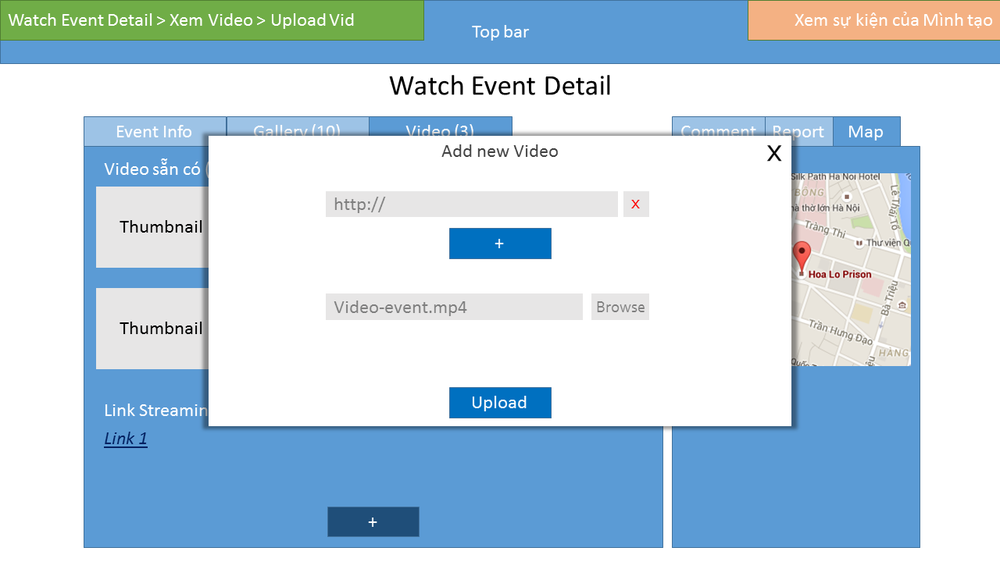 Watch Event Detail > Xem Video > Upload Vid
Top bar
Xem sự kiện của Mình tạo
Watch Event Detail
Event Info
Gallery (10)
Video (3)
Comment
Report
Map
Video sẵn có (
Add new Video
X
http://
x
+
Thumbnail
Video-event.mp4
Browse
Thumbnail
Upload
Link Streamin
Link 1
+
Silk Path Ha Noi Hotel
BÔNG
hà thờ lớn Hà Nội
Lê Thái Tổ
Tràng Thi
Thư viện Q
Hoa Lo Prison
Bà Triệu
Trần Hưng Đạo
HÀNG
Quốc T